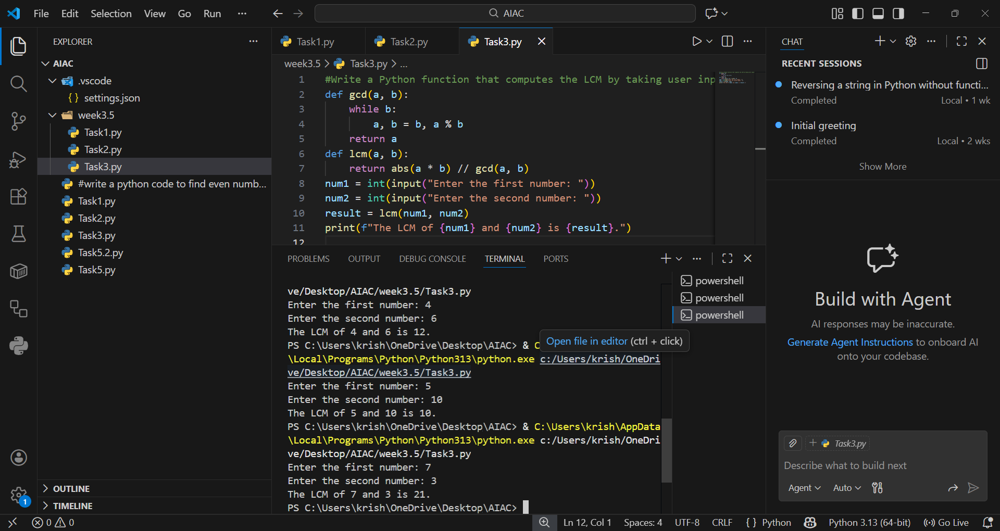 File Edit Selection View Go Run ··· AIAC
EXPLORER
AIAC
.vscode
{ } settings.json
week3.5
Task1.py
Task2.py
Task3.py
#write a python code to find even numb...
Task1.py
Task2.py
Task3.py
Task5.2.py
Task5.py
OUTLINE
TIMELINE
Task1.py Task2.py Task3.py
week3.5 > Task3.py > ...
1 #Write a Python function that computes the LCM by taking user inp
2 def gcd(a, b):
3 while b:
4 a, b = b, a % b
5 return a
6 def lcm(a, b):
7 return abs(a * b) // gcd(a, b)
8 num1 = int(input("Enter the first number: "))
9 num2 = int(input("Enter the second number: "))
10 result = lcm(num1, num2)
11 print(f"The LCM of {num1} and {num2} is {result}.")
12
PROBLEMS OUTPUT DEBUG CONSOLE TERMINAL PORTS
ve/Desktop/AIAC/week3.5/Task3.py
Enter the first number: 4
Enter the second number: 6
The LCM of 4 and 6 is 12.
PS C:\Users\krish\OneDrive\Desktop\AIAC> & C
\Local\Programs\Python\Python313\python.exe c:/Users/krish/OneDri
ve/Desktop/AIAC/week3.5/Task3.py
Enter the first number: 5
Enter the second number: 10
The LCM of 5 and 10 is 10.
PS C:\Users\krish\OneDrive\Desktop\AIAC> & C:\Users\krish\AppData
\Local\Programs\Python\Python313\python.exe c:/Users/krish/OneDri
ve/Desktop/AIAC/week3.5/Task3.py
Enter the first number: 7
Enter the second number: 3
The LCM of 7 and 3 is 21.
PS C:\Users\krish\OneDrive\Desktop\AIAC>
Open file in editor (ctrl + click)
powershell
powershell
powershell
CHAT
RECENT SESSIONS
Reversing a string in Python without functi...
Completed Local • 1 wk
Initial greeting
Completed Local • 2 wks
Show More
Build with Agent
AI responses may be inaccurate.
Generate Agent Instructions to onboard AI
onto your codebase.
Task3.py
Describe what to build next
Agent Auto
1
0 0 Ln 12, Col 1 Spaces: 4 UTF-8 CRLF { } Python Python 3.13 (64-bit) Go Live